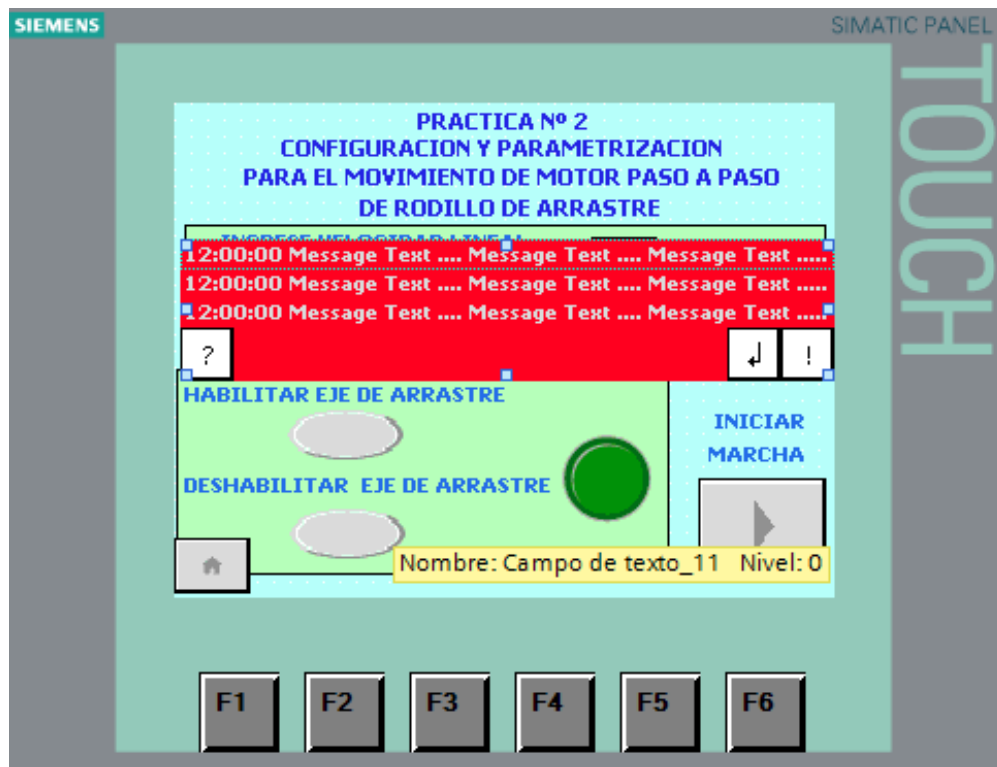 SIEMENS
SIMATIC PANEL
TOUCH
PRACTICA Nº 2
CONFIGURACION Y PARAMETRIZACION
PARA EL MOVIMIENTO DE MOTOR PASO A PASO
DE RODILLO DE ARRASTRE
INGRESE VELOCIDAD LINEAL
12:00:00 Message Text .... Message Text .... Message Text .....
12:00:00 Message Text .... Message Text .... Message Text .....
12:00:00 Message Text .... Message Text .... Message Text .....
? !
HABILITAR EJE DE ARRASTRE
INICIAR
MARCHA
DESHABILITAR EJE DE ARRASTRE
Nombre: Campo de texto_11 Nivel: 0
F1 F2 F3 F4 F5 F6